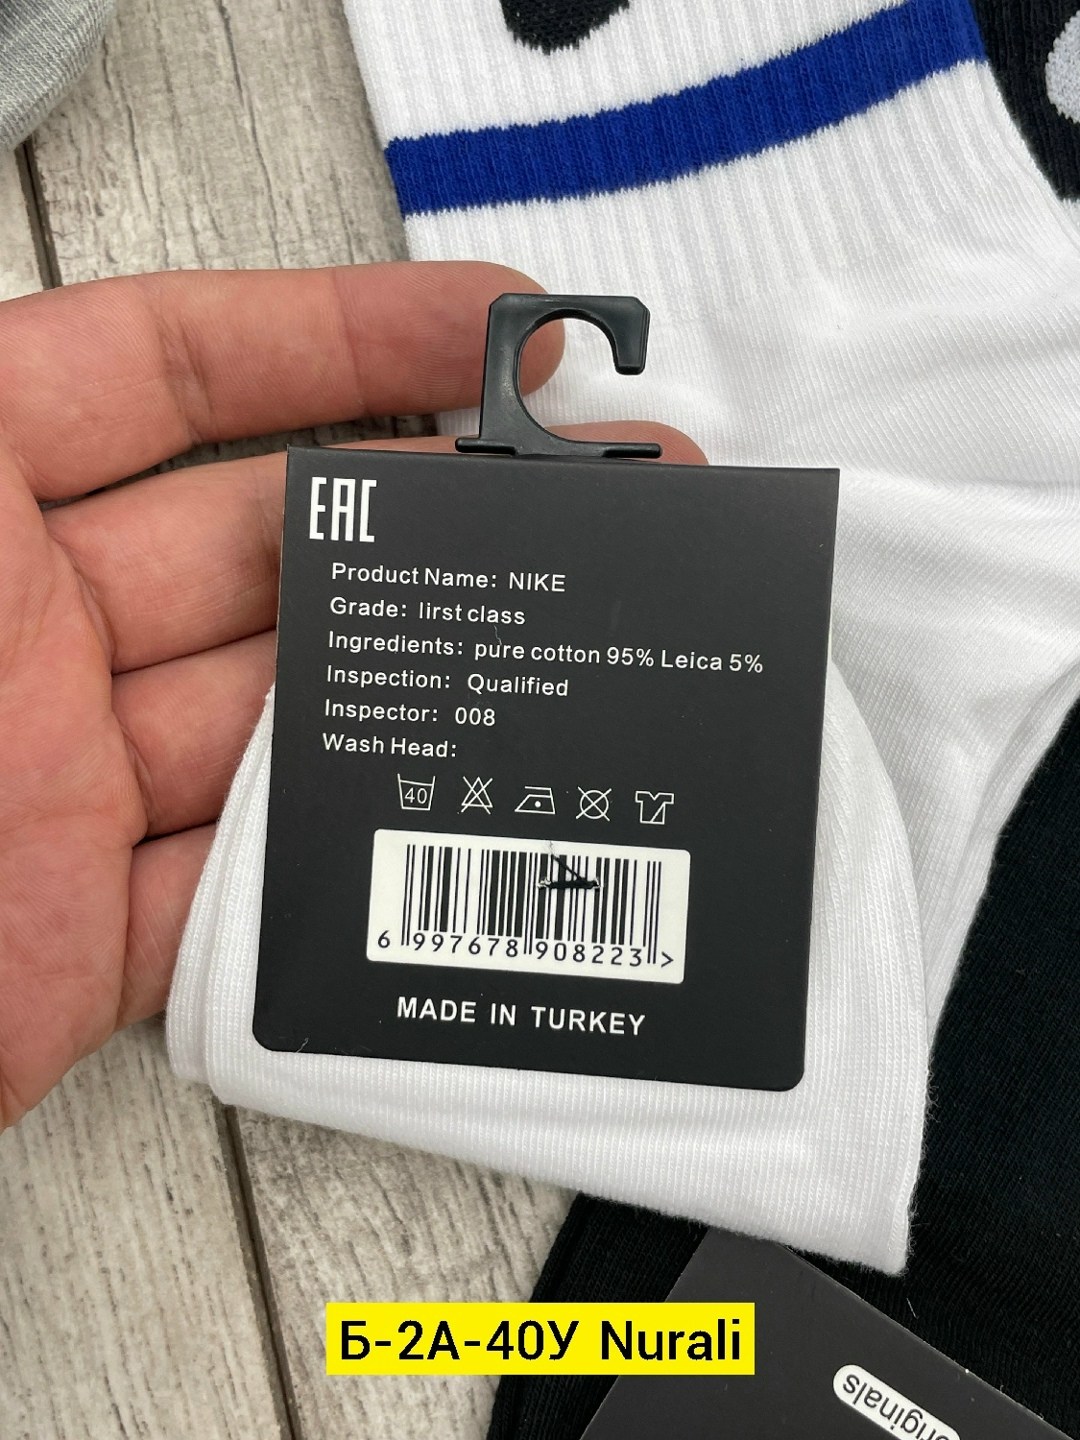 EAC
Product Name: NIKE
Grade: lirst class
Ingredients: pure cotton 95% Leica 5%
Inspection: Qualified
Inspector: 008
Wash Head:
40
6 997678 908223 >
MADE IN TURKEY
Б-2А-40У Nurali
originals